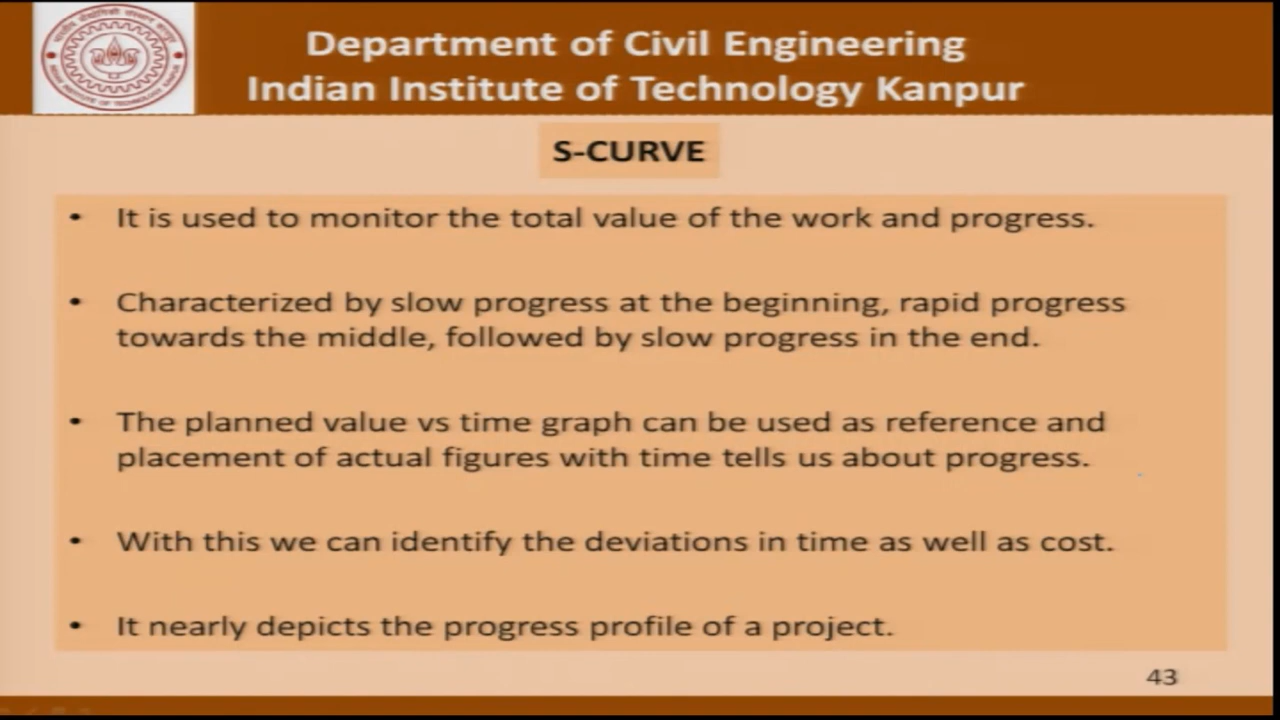 Department of Civil Engineering
Indian Institute of Technology Kanpur
S-CURVE
• It is used to monitor the total value of the work and progress.
• Characterized by slow progress at the beginning, rapid progress
towards the middle, followed by slow progress in the end.
• The planned value vs time graph can be used as reference and
placement of actual figures with time tells us about progress.
• With this we can identify the deviations in time as well as cost.
• It nearly depicts the progress profile of a project.
43